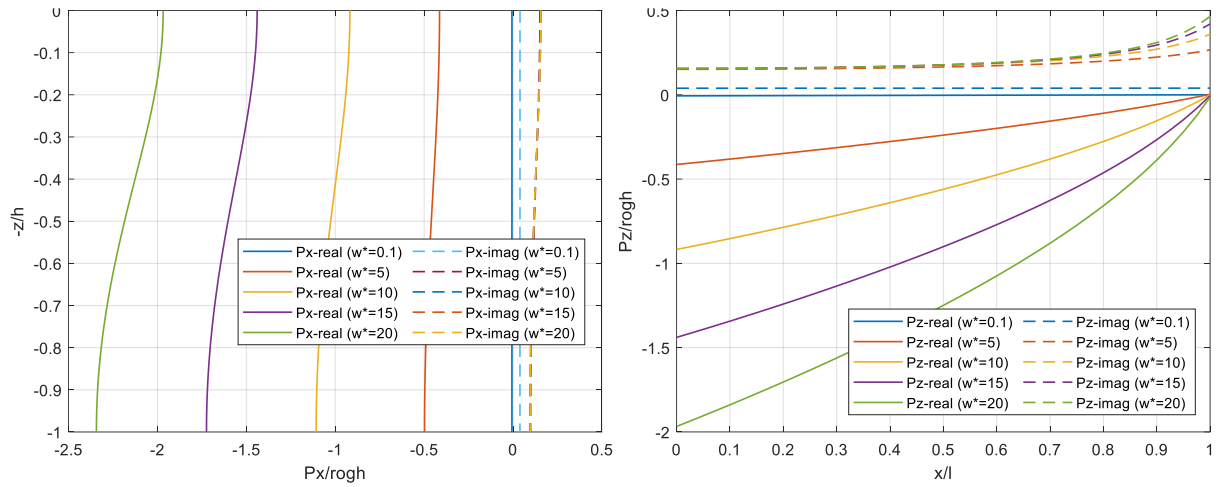 0
-0.1
-0.2
-0.3
-0.4
-0.5
-0.6
-0.7
-0.8
-0.9
-1
-z/h
-2.5 -2 -1.5 -1 -0.5 0 0.5
Px/rogh
Px-real (w*=0.1) Px-imag (w*=0.1)
Px-real (w*=5) Px-imag (w*=5)
Px-real (w*=10) Px-imag (w*=10)
Px-real (w*=15) Px-imag (w*=15)
Px-real (w*=20) Px-imag (w*=20)
0.5
0
-0.5
-1
-1.5
-2
Pz/rogh
0 0.1 0.2 0.3 0.4 0.5 0.6 0.7 0.8 0.9 1
x/l
Pz-real (w*=0.1) Pz-imag (w*=0.1)
Pz-real (w*=5) Pz-imag (w*=5)
Pz-real (w*=10) Pz-imag (w*=10)
Pz-real (w*=15) Pz-imag (w*=15)
Pz-real (w*=20) Pz-imag (w*=20)